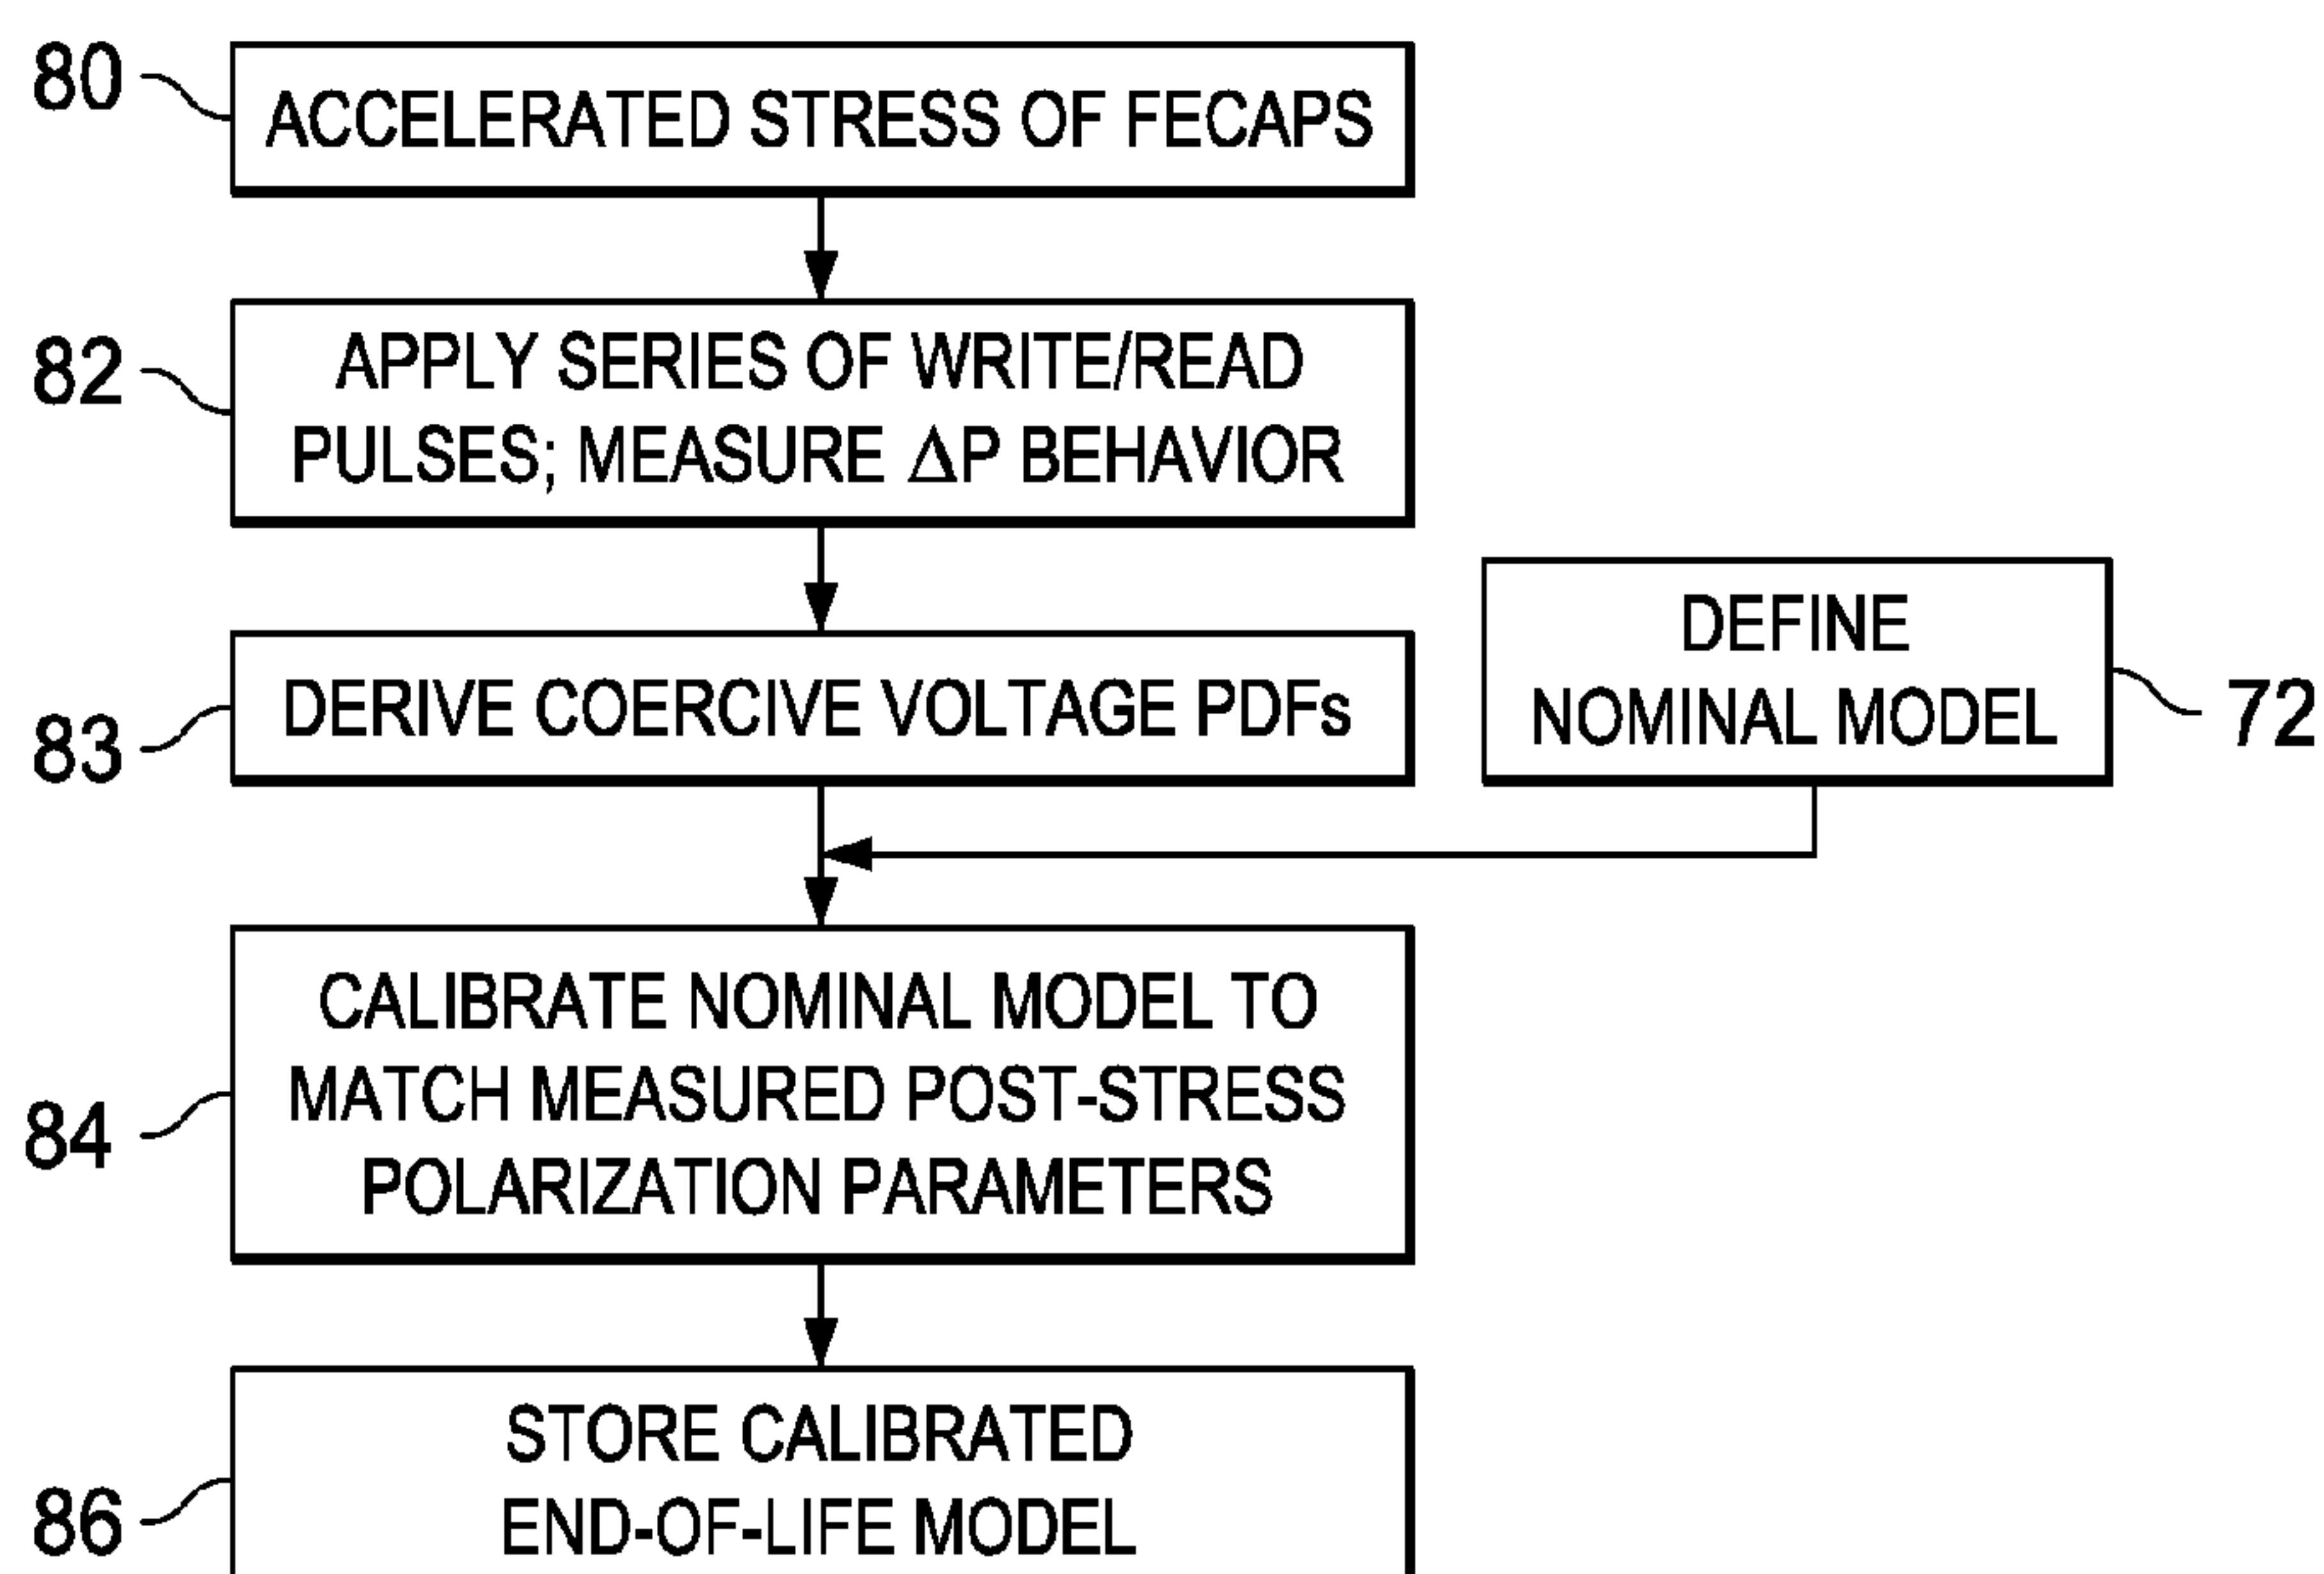 80
ACCELERATED STRESS OF FECAPS
82
APPLY SERIES OF WRITE/READ
PULSES; MEASURE ΔP BEHAVIOR
83
DERIVE COERCIVE VOLTAGE PDFs
DEFINE
NOMINAL MODEL
72
84
CALIBRATE NOMINAL MODEL TO
MATCH MEASURED POST-STRESS
POLARIZATION PARAMETERS
86
STORE CALIBRATED
END-OF-LIFE MODEL